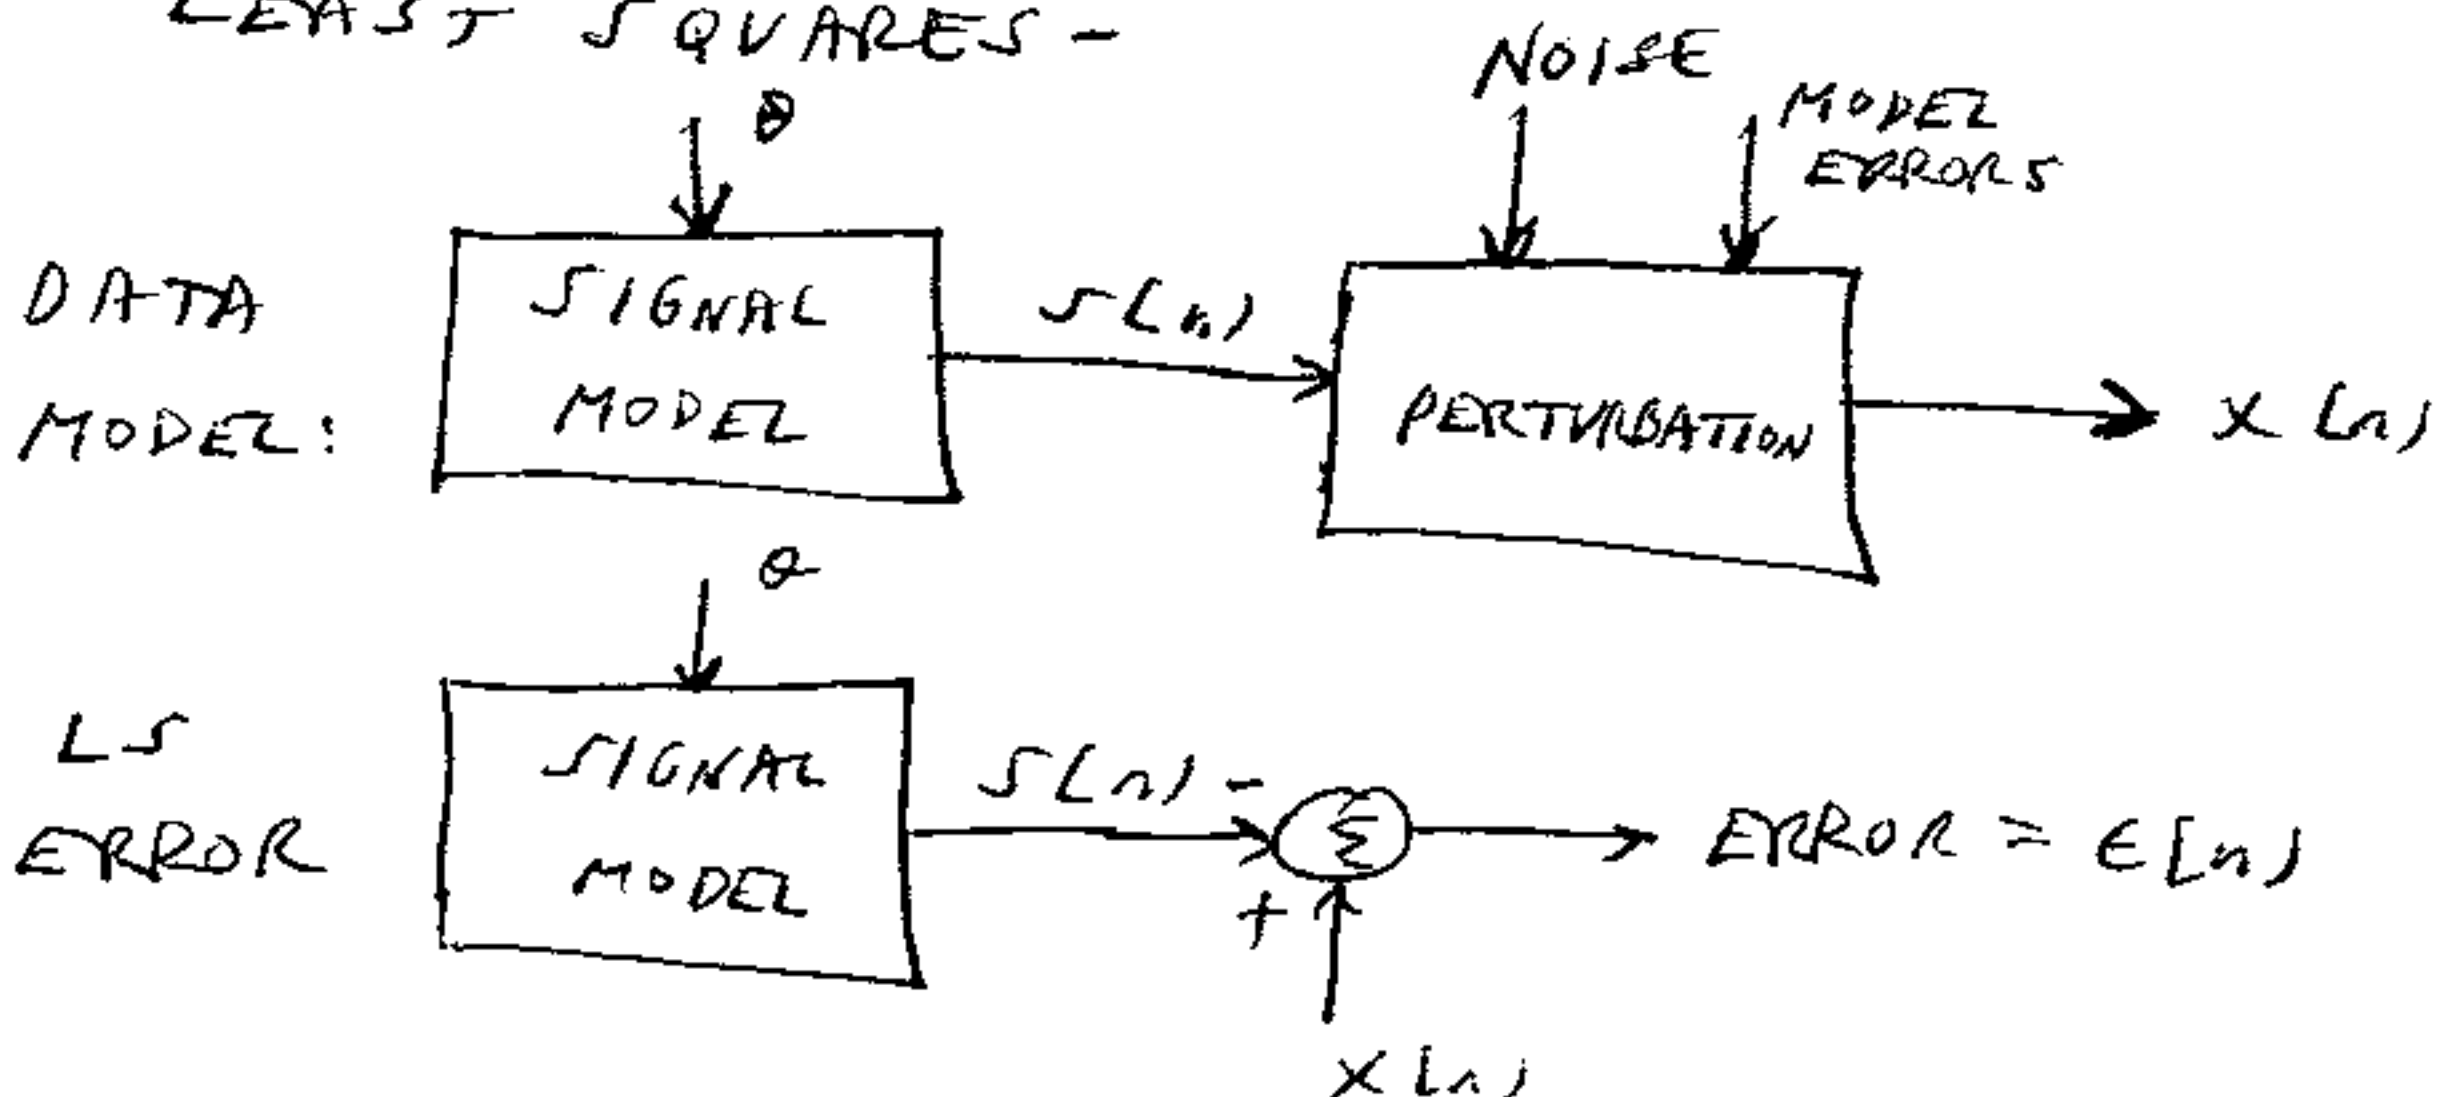 LEAST SQUARES -
θ
NOISE
MODEL
ERRORS
DATA
MODEL:
SIGNAL
MODEL
s[n]
PERTURBATION
x[n]
θ
LS
ERROR
SIGNAL
MODEL
s[n] -
Σ
+
ERROR = ε[n]
x[n]